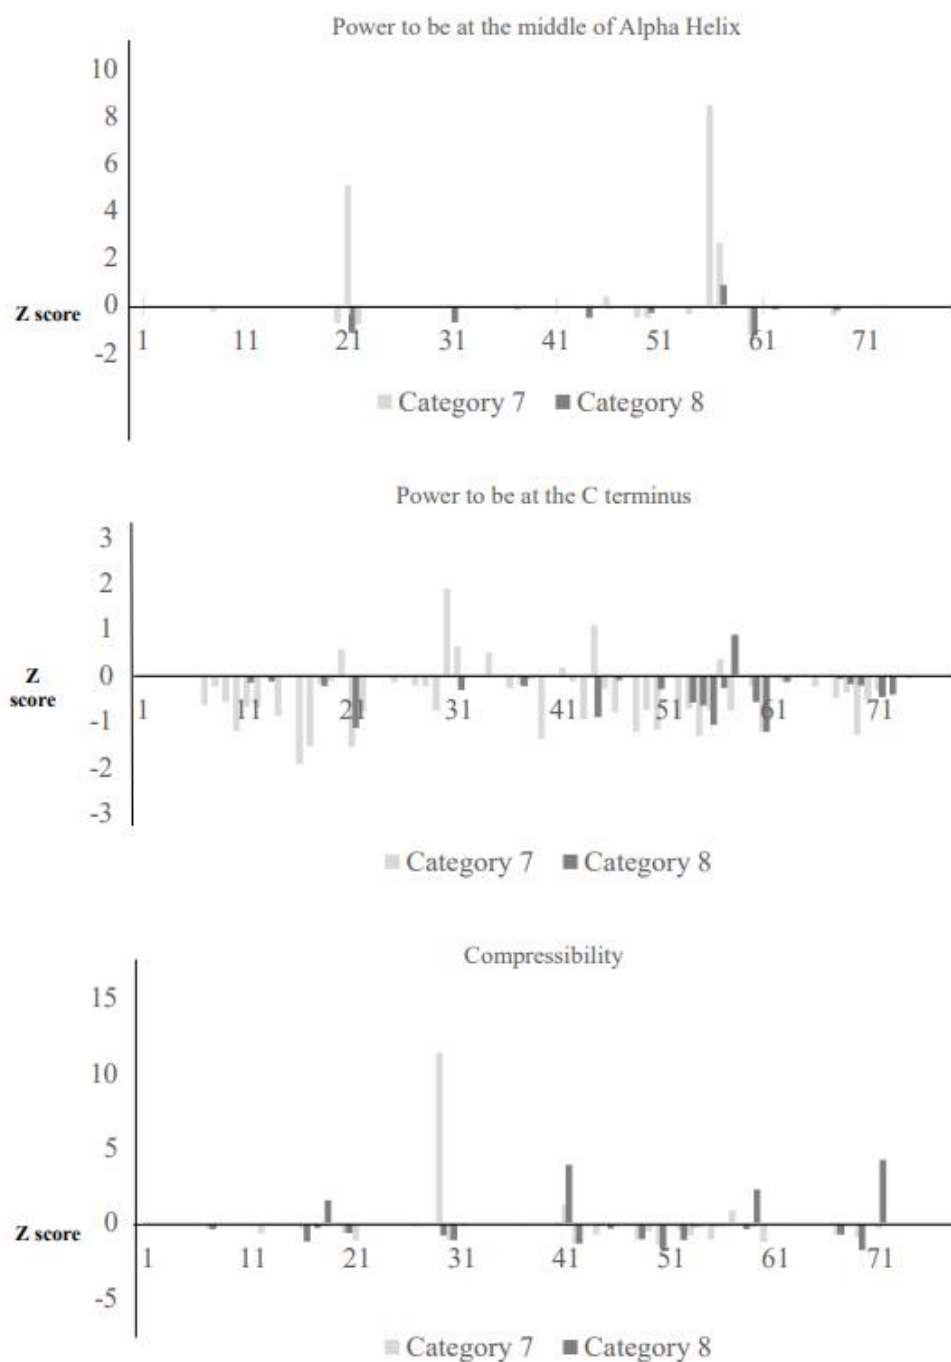 Power to be at the middle of Alpha Helix
10
8
6
4
2
0
Z score
-2
1 11 21 31 41 51 61 71
Category 7 Category 8
Power to be at the C terminus
3
2
1
0
Z
score
1 11 21 31 41 51 61 71
-1
-2
-3
Category 7 Category 8
Compressibility
15
10
5
0
Z score
1 11 21 31 41 51 61 71
-5
Category 7 Category 8